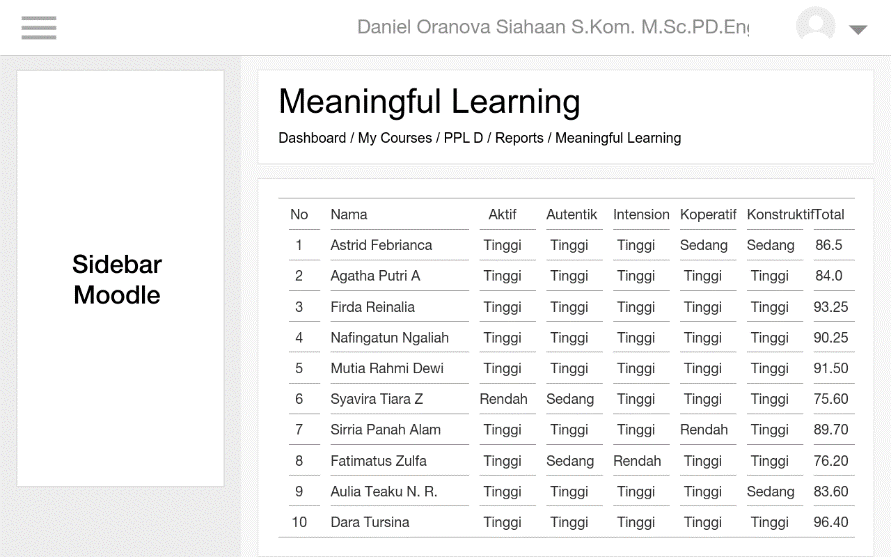 Daniel Oranova Siahaan S.Kom. M.Sc.PD.Eng
Meaningful Learning
Dashboard / My Courses / PPL D / Reports / Meaningful Learning
Sidebar
Moodle
No Nama Aktif Autentik Intension Koperatif Konstruktif Total
1 Astrid Febrianca Tinggi Tinggi Tinggi Sedang Sedang 86.5
2 Agatha Putri A Tinggi Tinggi Tinggi Tinggi Tinggi 84.0
3 Firda Reinalia Tinggi Tinggi Tinggi Tinggi Tinggi 93.25
4 Nafingatun Ngaliah Tinggi Tinggi Tinggi Tinggi Tinggi 90.25
5 Mutia Rahmi Dewi Tinggi Tinggi Tinggi Tinggi Tinggi 91.50
6 Syavira Tiara Z Rendah Sedang Tinggi Tinggi Tinggi 75.60
7 Sirria Panah Alam Tinggi Tinggi Tinggi Rendah Tinggi 89.70
8 Fatimatus Zulfa Tinggi Sedang Rendah Tinggi Tinggi 76.20
9 Aulia Teaku N. R. Tinggi Tinggi Tinggi Tinggi Sedang 83.60
10 Dara Tursina Tinggi Tinggi Tinggi Tinggi Tinggi 96.40